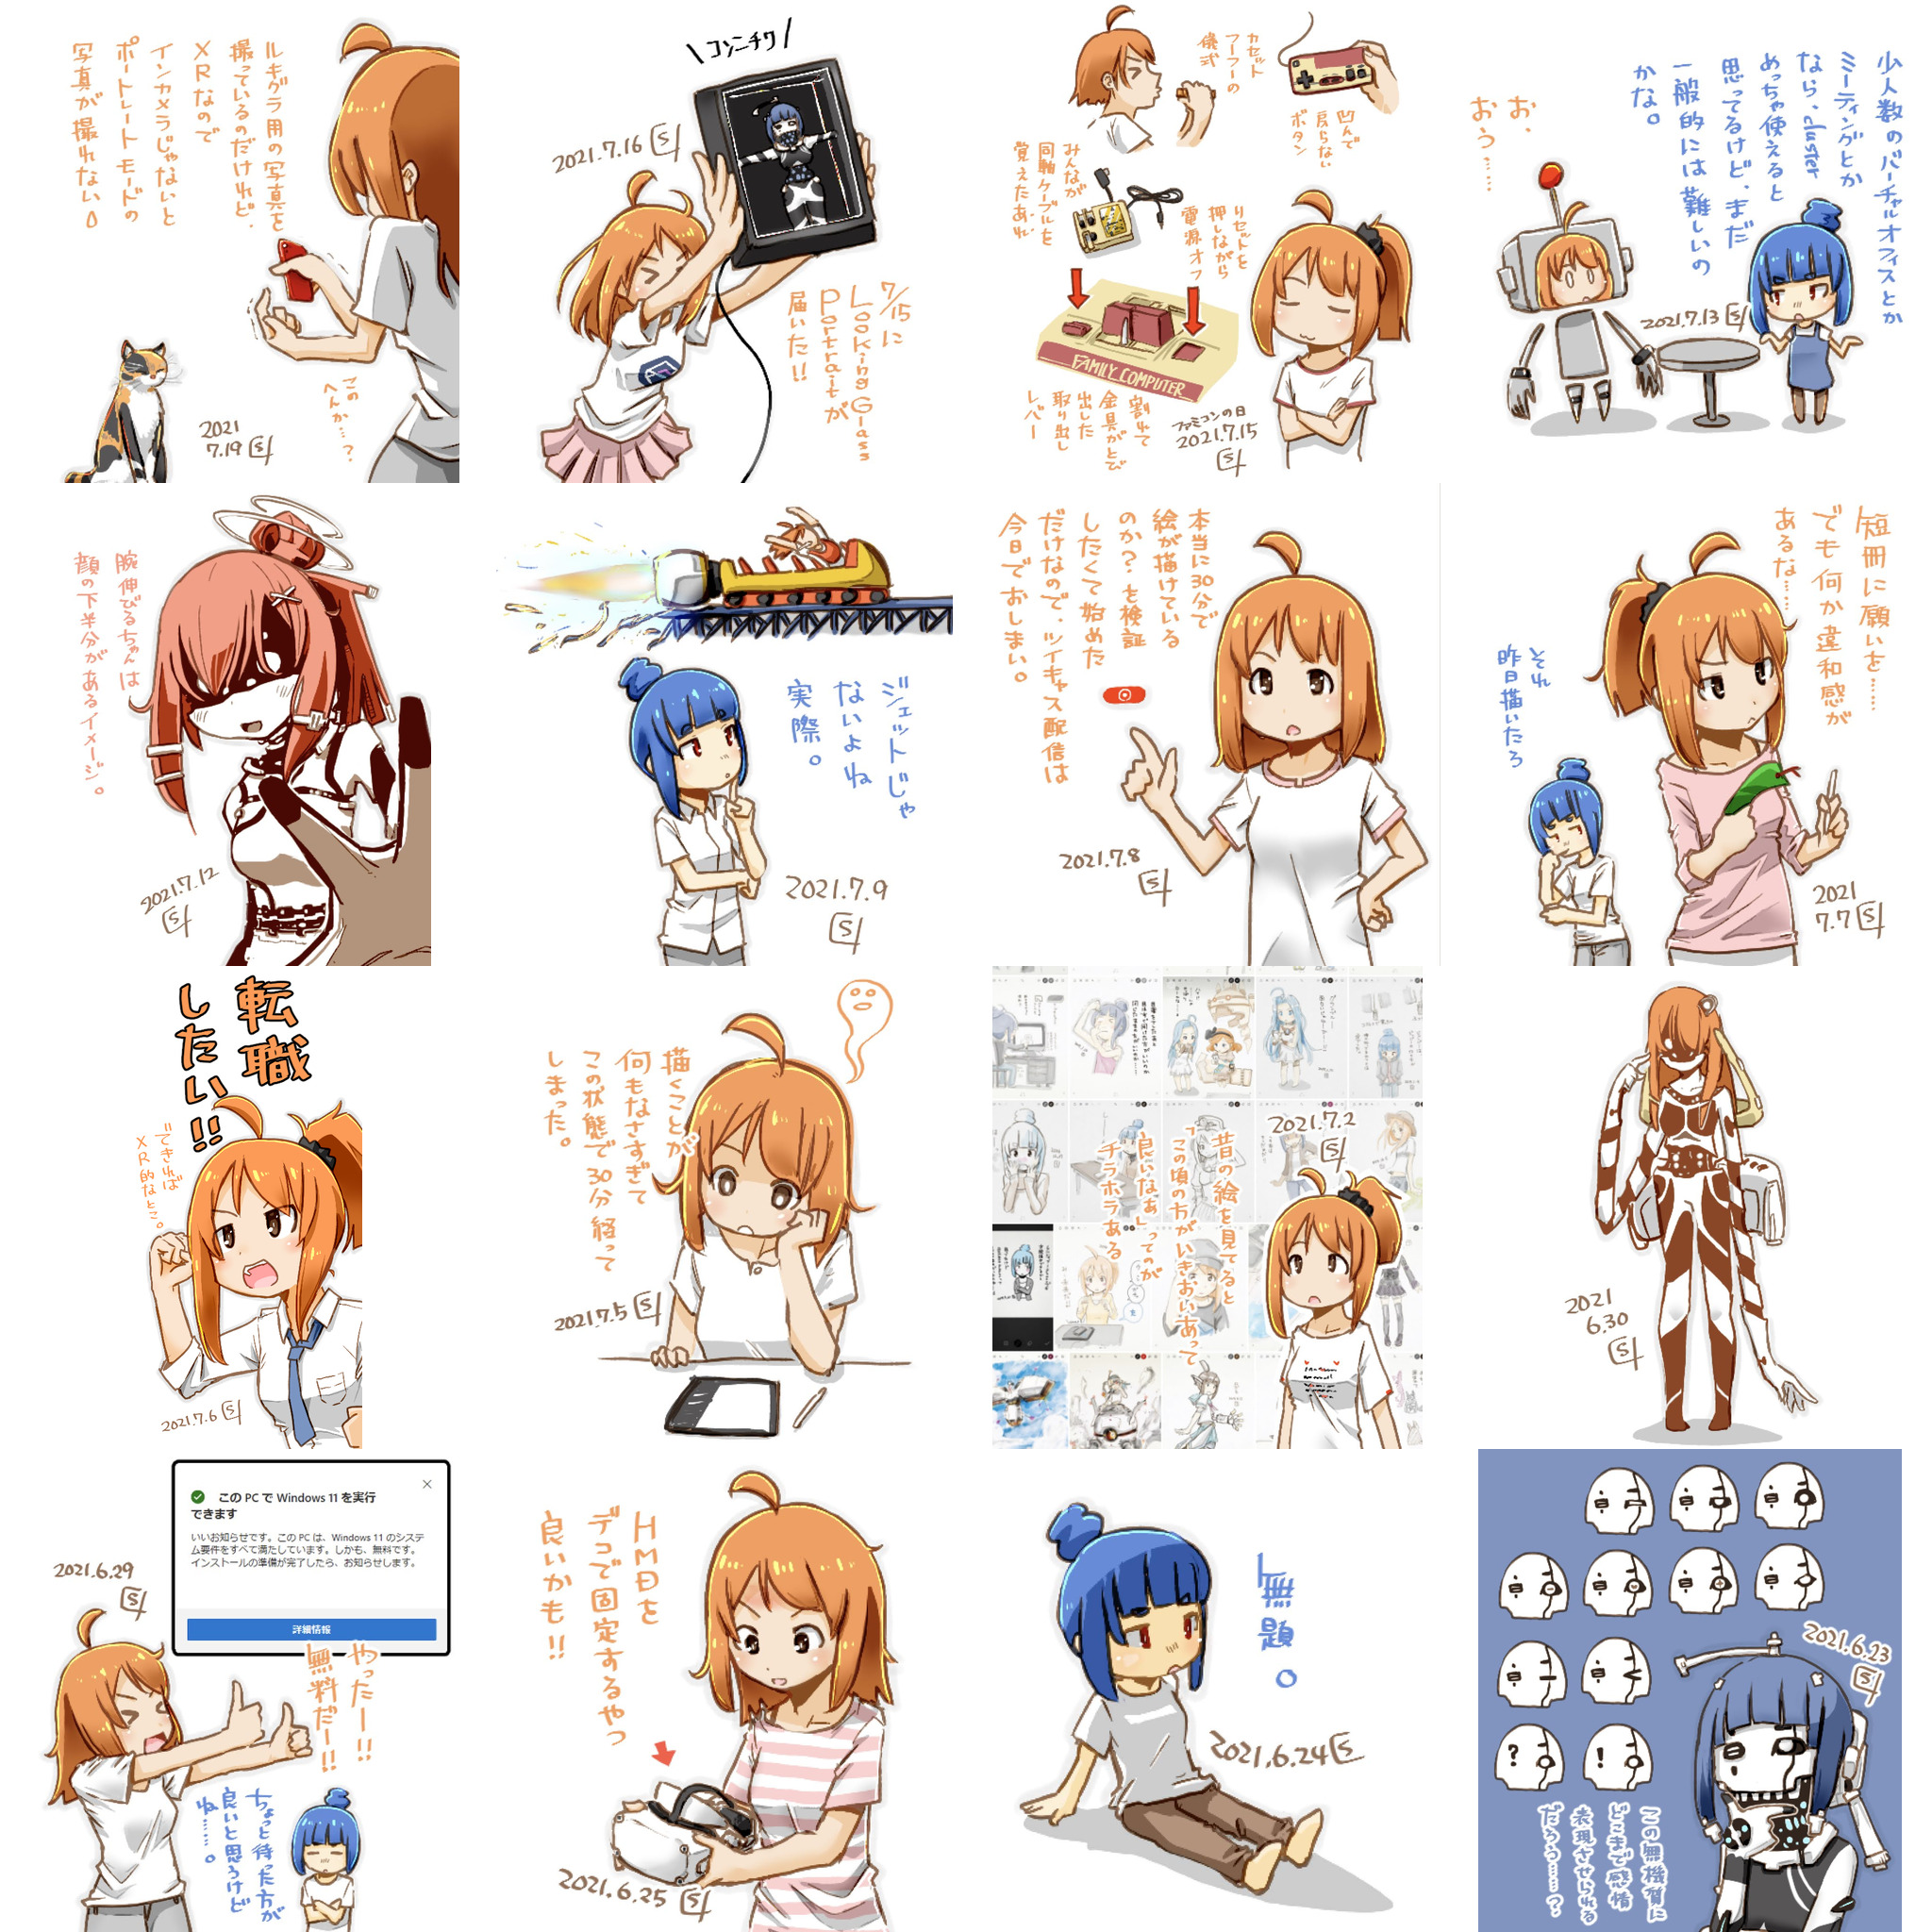 ルキグラ用の写真を
撮っているのだけれど、
XRなので
インカメラじゃないと
ポートレートモードの
写真が撮れない。
この
へんか…?
2021
7.19
コンニチワ
2021.7.16
7/15に
Looking Glass
Portraitが
届いた!!
カセット
フーフーの
儀式
凹んで
戻らない
ボタン
みんなが
同軸ケーブルを
覚えたあれ
リセットを
押しながら
電源オフ
FAMILY COMPUTER
割れて
金具がとび
出した
取り出し
レバー
ファミコンの日
2021.7.15
少人数のバーチャルオフィスとか
ミーティングとか
なら、cluster
めっちゃ使えると
思ってるけど、まだ
一般的には難しいの
かな。
お、
おう……
2021.7.13
腕伸びるちゃんは
顔の下半分があるイメージ。
2021.7.12
ジェットじゃ
ないよね
実際。
2021.7.9
本当に30分で
絵が描けている
のか?を検証
したくて始めた
だけなので、ツイキャス配信は
今日でおしまい。
2021.7.8
短冊に願いを……
でも何か違和感が
あるな……
それ
昨日描いたろ
2021
7.7
転職
したい!!
できれば
XR的なとこ。
2021.7.6
描くことが
何もなさすぎて
この状態で30分経って
しまった。
2021.7.5
2021.7.2
昔の絵を見てると
「この頃の方がいきおいあって
良いなぁ」ってのが
チラホラある
2021
6.30
このPCで Windows 11 を実行
できます
いいお知らせです。この PC は、Windows 11 のシステ
ム要件をすべて満たしています。しかも、無料です。
インストールの準備が完了したら、お知らせします。
詳細情報
2021.6.29
やったー!!
無料だー!!
ちょっと待った方が
良いと思うけど
ね……。
HMDを
デコで固定するやつ
良いかも!!
2021.6.25
無題。
2021.6.24
2021.6.23
?
!
この無機質に
どこまで感情
表現させられる
だろう……?